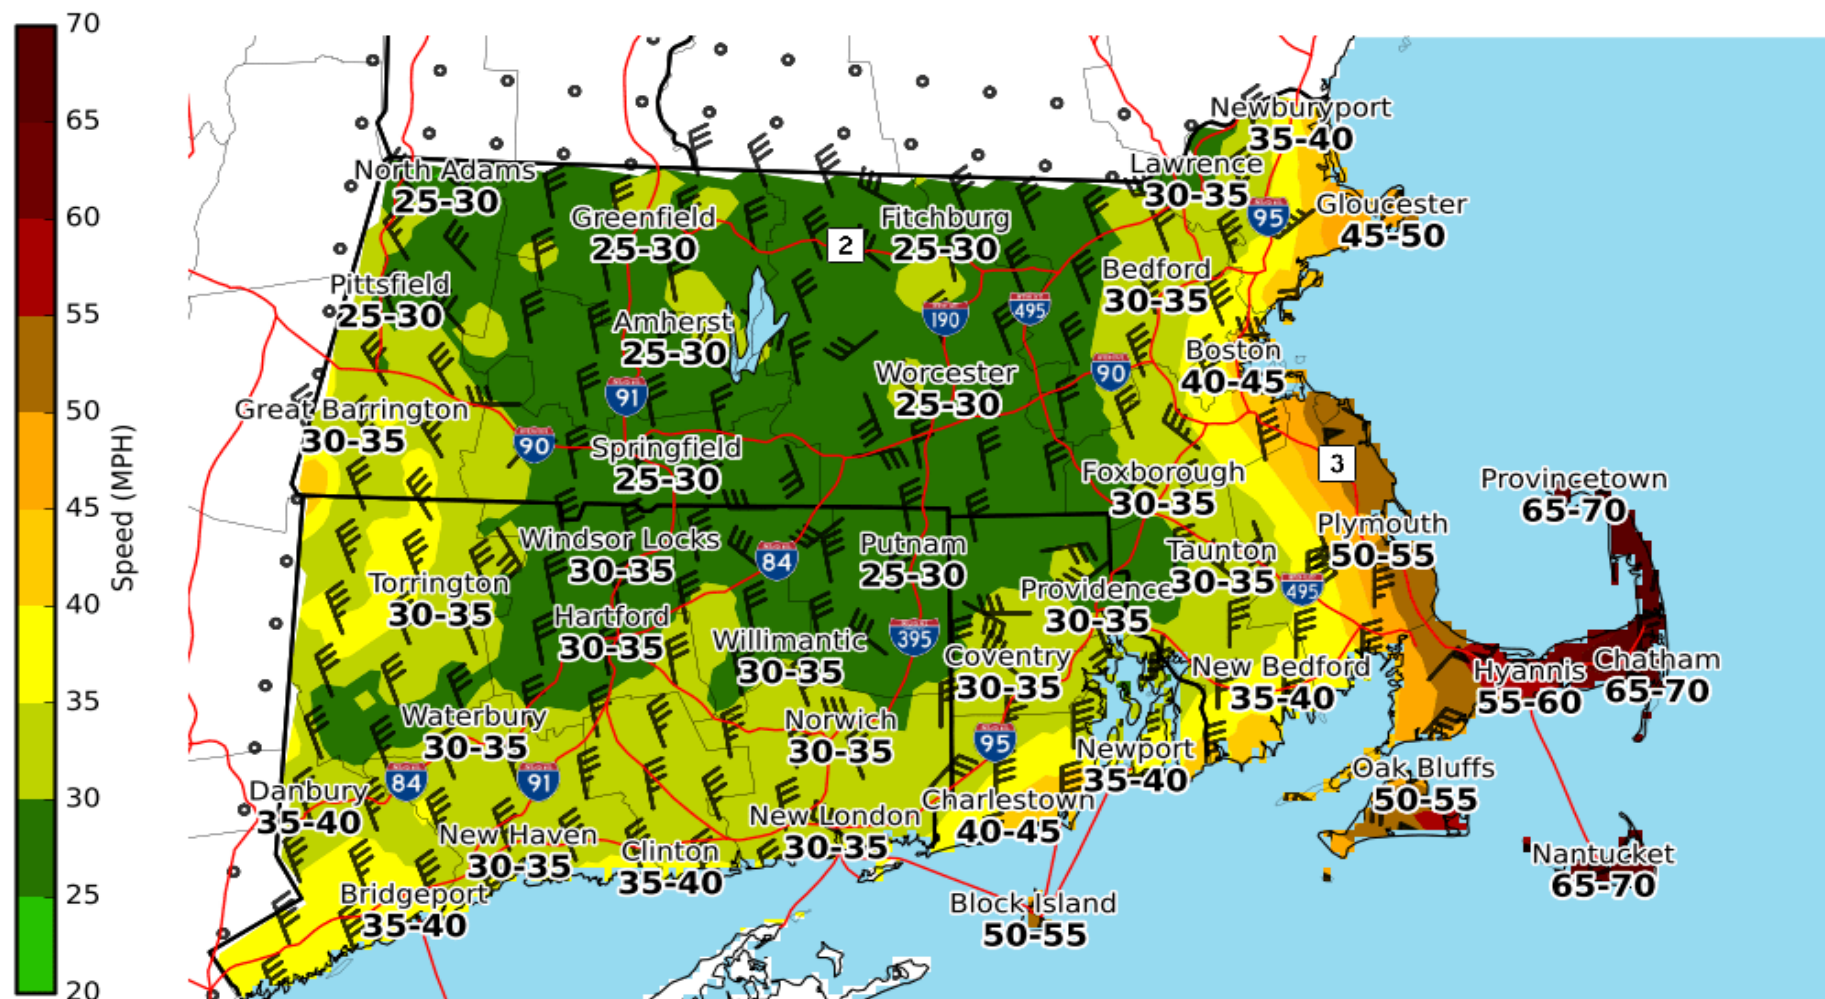 70
65
60
55
50
45
40
35
30
25
20
Speed (MPH)
Newburyport
35-40
Lawrence
30-35
North Adams
25-30
95
Gloucester
45-50
Greenfield
25-30
2
Fitchburg
25-30
Bedford
30-35
Pittsfield
25-30
190
495
Amherst
25-30
Boston
40-45
Worcester
25-30
90
91
Great Barrington
30-35
90
Springfield
25-30
3
Foxborough
30-35
Provincetown
65-70
Plymouth
50-55
Windsor Locks
30-35
84
Putnam
25-30
Taunton
30-35
Torrington
30-35
Providence
30-35
495
Hartford
30-35
395
Willimantic
30-35
Coventry
30-35
New Bedford
35-40
Hyannis
55-60
Chatham
65-70
Waterbury
30-35
Norwich
30-35
95
Newport
35-40
84
91
Oak Bluffs
50-55
Danbury
35-40
Charlestown
40-45
New Haven
30-35
Clinton
35-40
New London
30-35
Nantucket
65-70
Bridgeport
35-40
Block Island
50-55